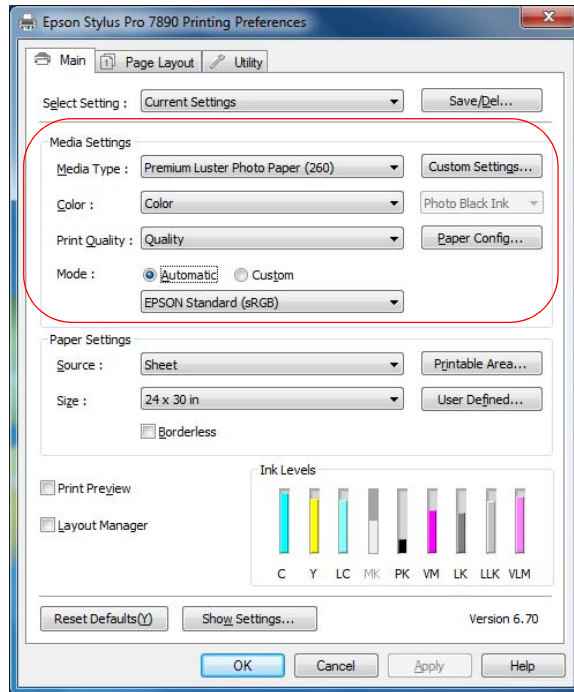 Epson Stylus Pro 7890 Printing Preferences
Main Page Layout Utility
Select Setting : Current Settings Save/Del...
Media Settings
Media Type : Premium Luster Photo Paper (260) Custom Settings...
Color : Color Photo Black Ink
Print Quality : Quality Paper Config...
Mode : Automatic Custom
EPSON Standard (sRGB)
Paper Settings
Source : Sheet Printable Area...
Size : 24 x 30 in User Defined...
Borderless
Ink Levels
Print Preview
Layout Manager
C Y LC MK PK VM LK LLK VLM
Reset Defaults(Y) Show Settings... Version 6.70
OK Cancel Apply Help